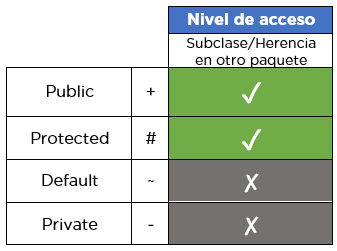 Nivel de acceso
Subclase/Herencia
en otro paquete
Public + ✓
Protected # ✓
Default ~ ✗
Private - ✗